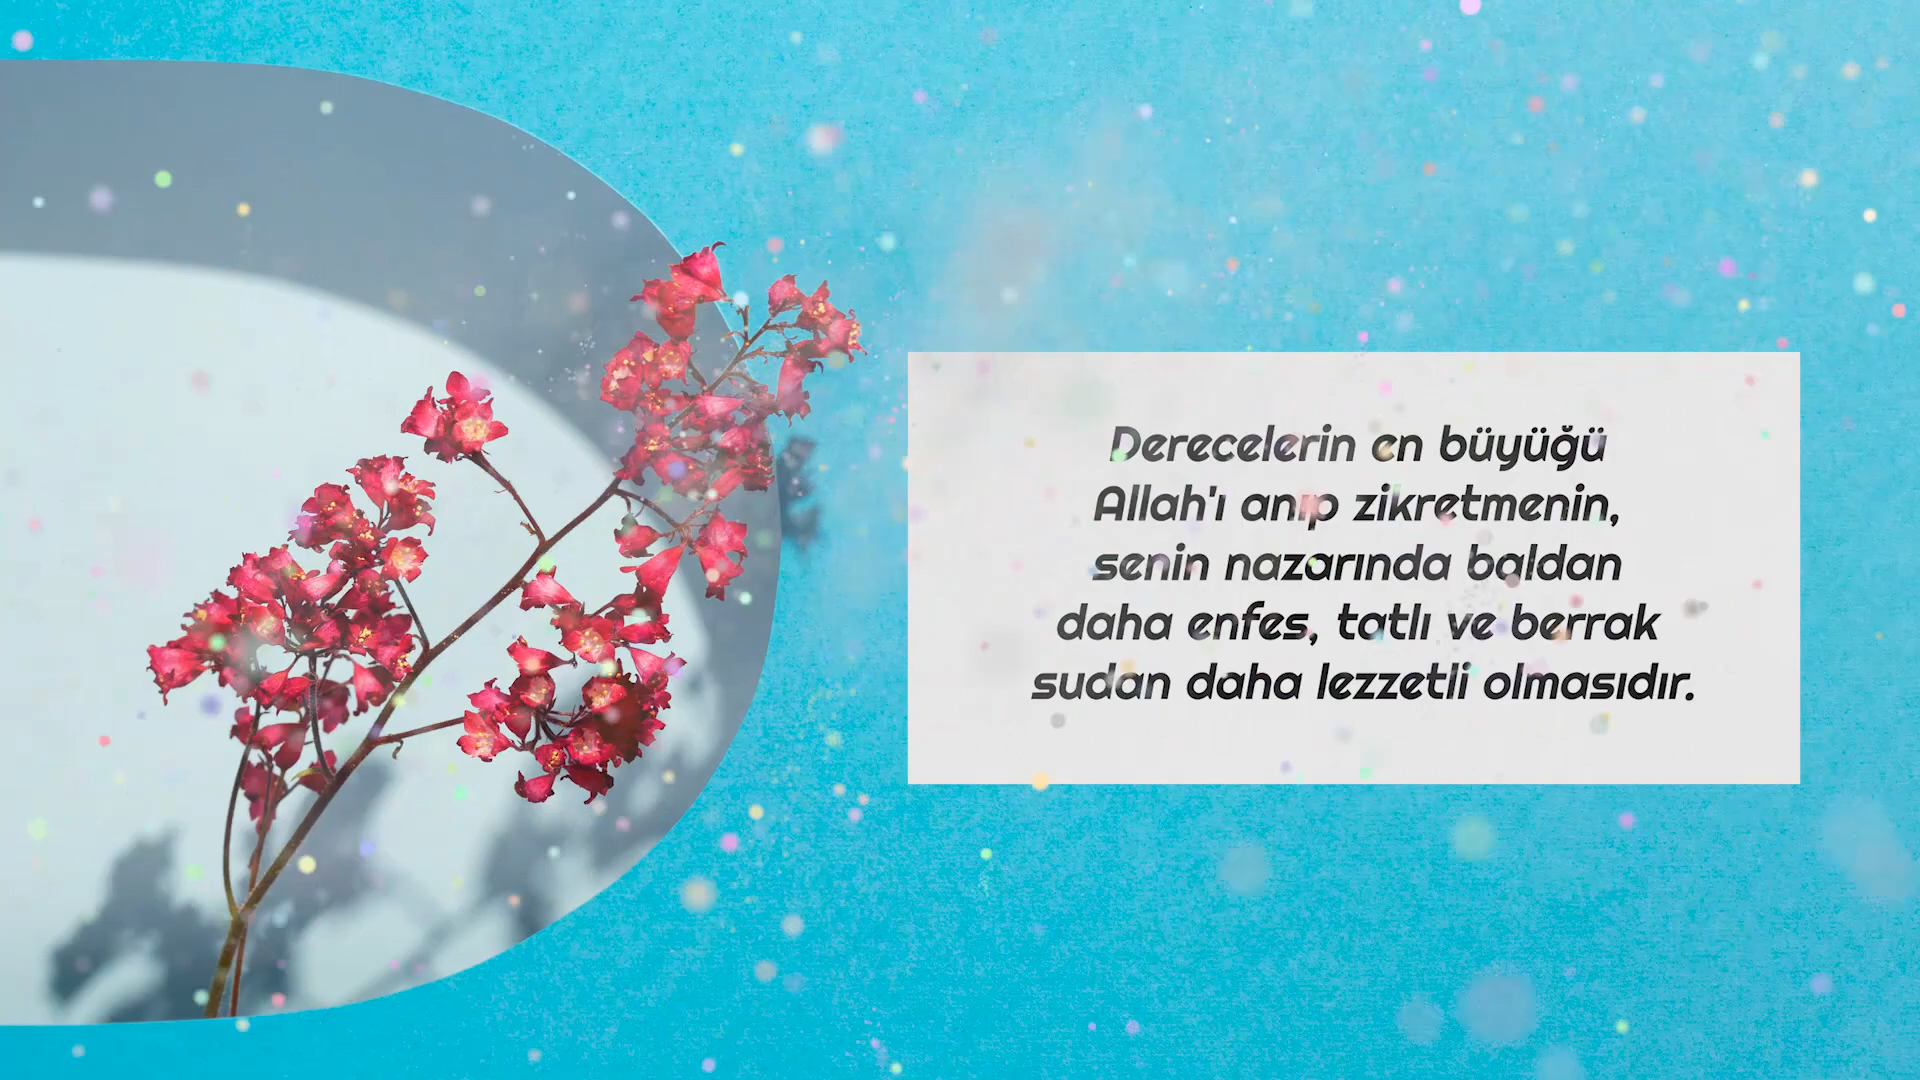 Derecelerin en büyüğü
Allah'ı anıp zikretmenin,
senin nazarında baldan
daha enfes, tatlı ve berrak
sudan daha lezzetli olmasıdır.